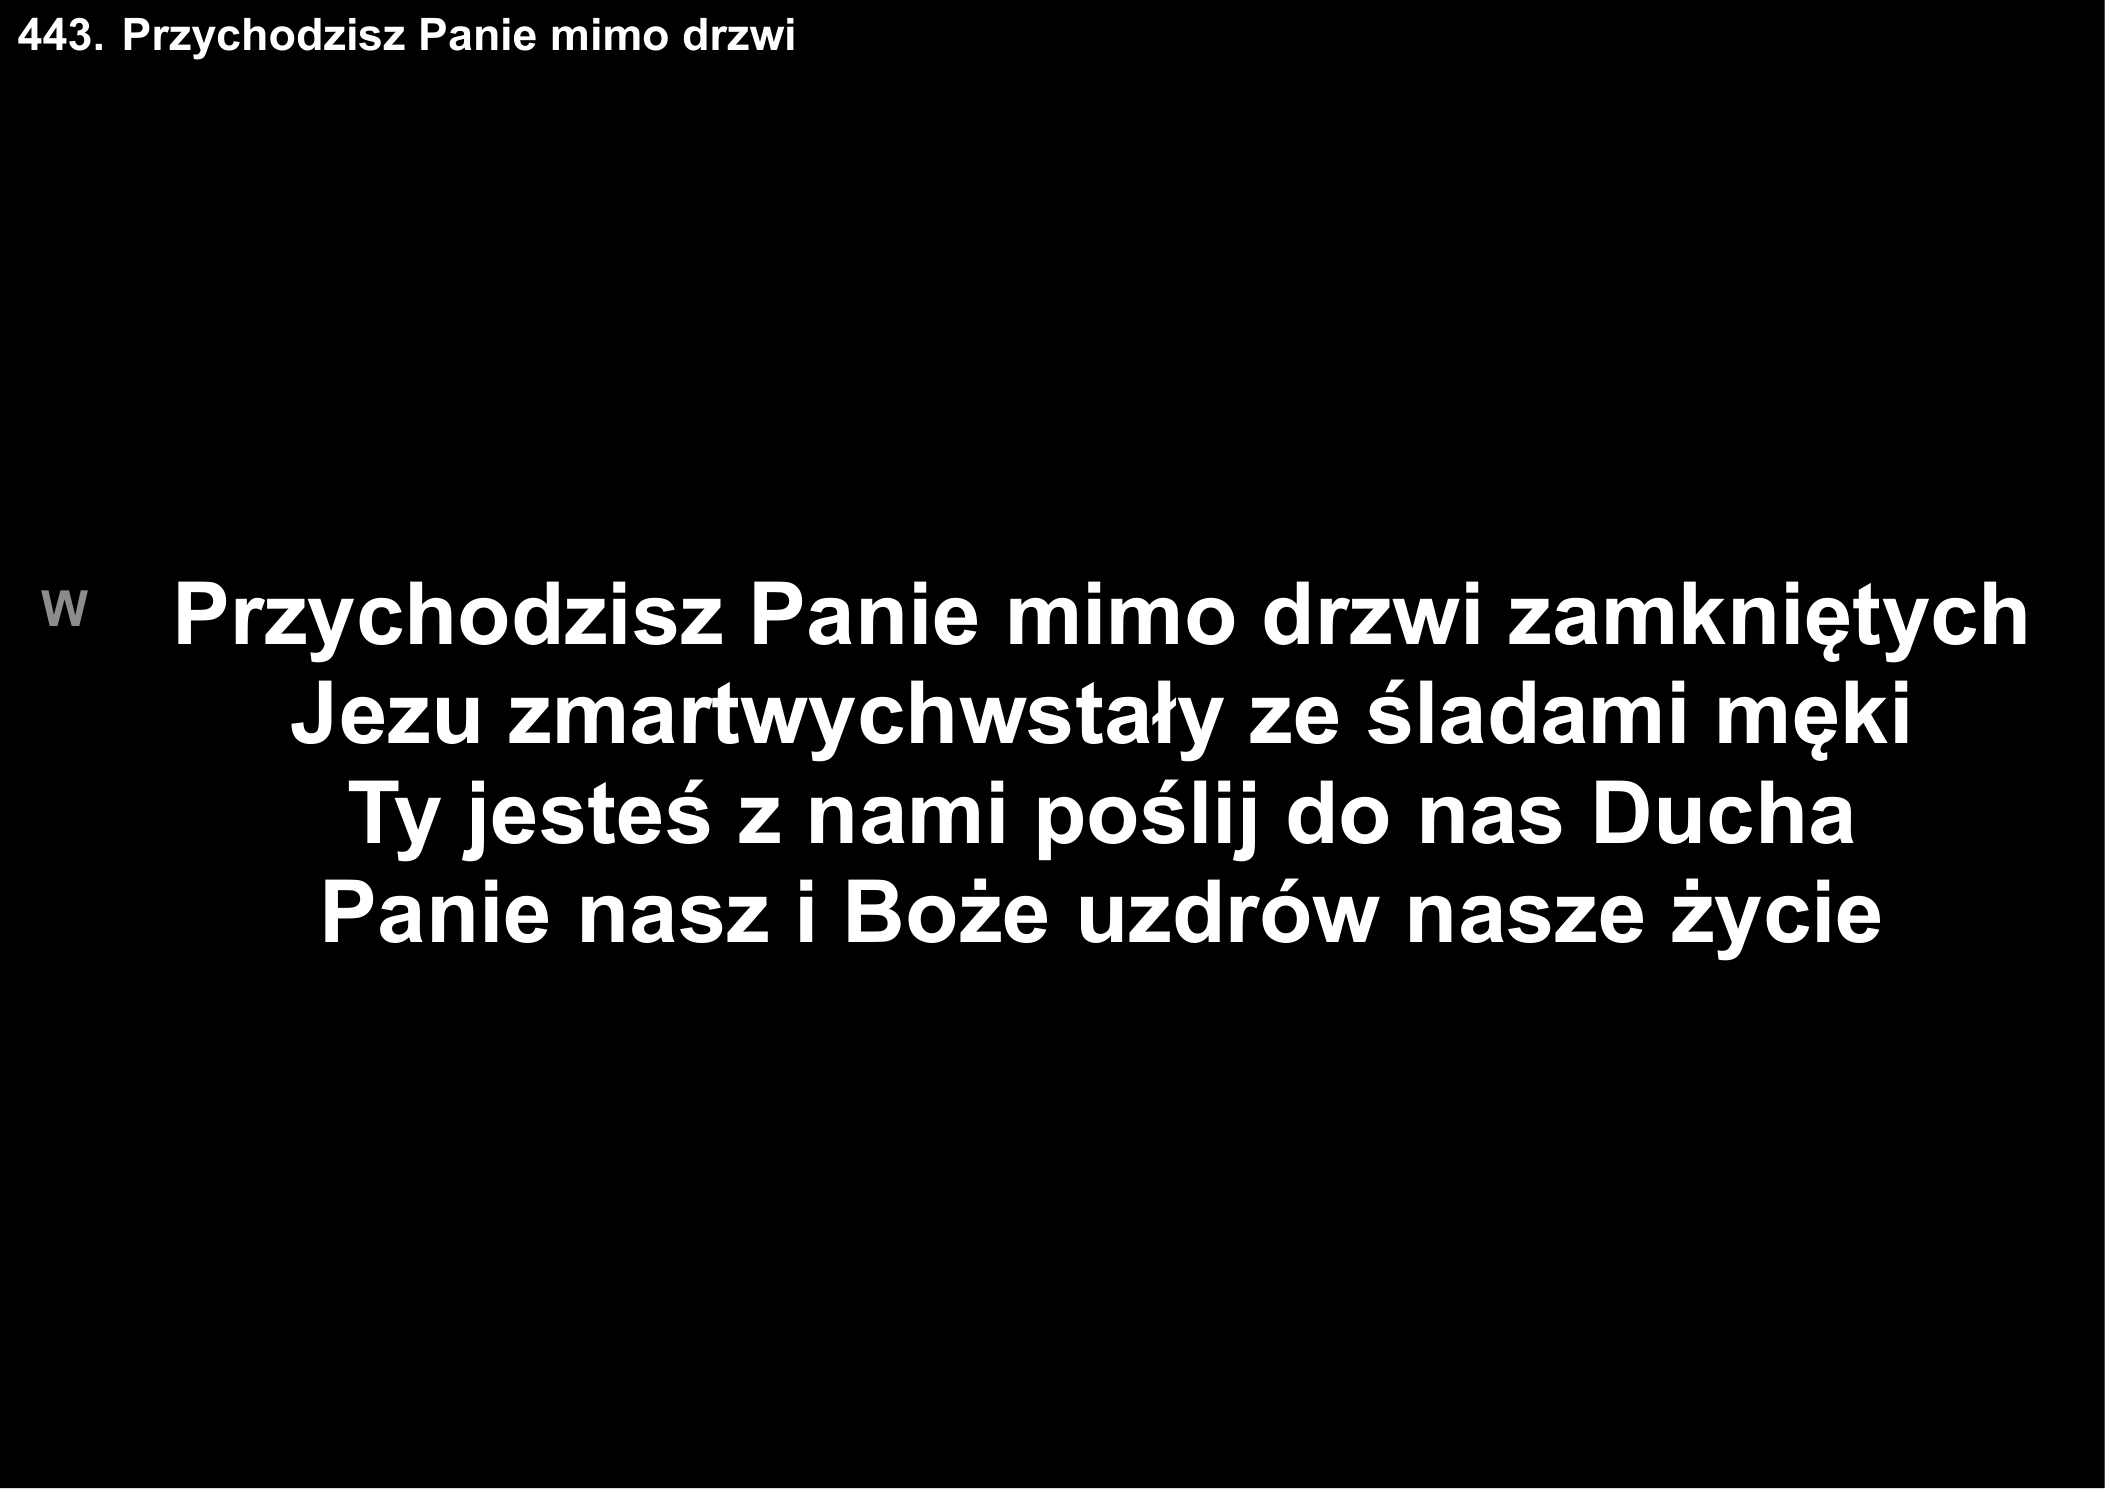 443. Przychodzisz Panie mimo drzwi
W Przychodzisz Panie mimo drzwi zamkniętych
Jezu zmartwychwstały ze śladami męki
Ty jesteś z nami poślij do nas Ducha
Panie nasz i Boże uzdrów nasze życie